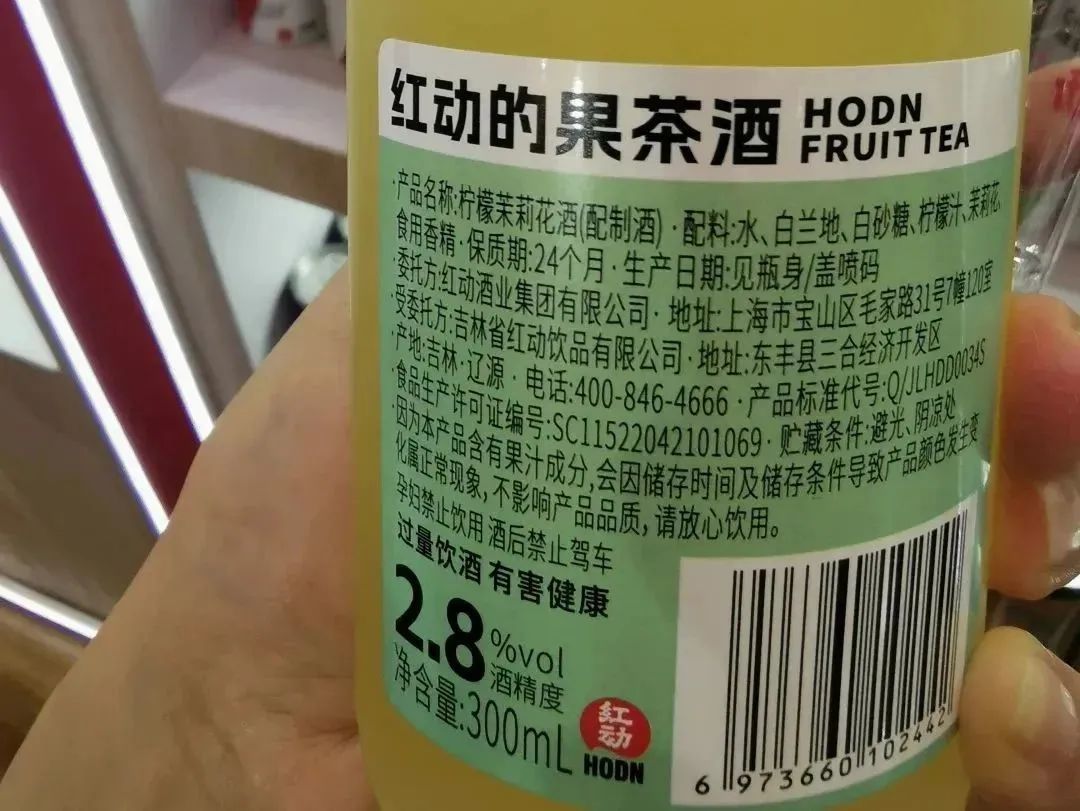 红动的果茶酒 HODN
FRUIT TEA
·产品名称:柠檬茉莉花酒(配制酒)·配料:水、白兰地、白砂糖、柠檬汁、茉莉花、
食用香精·保质期:24个月·生产日期:见瓶身/盖喷码
·委托方:红动酒业集团有限公司·地址:上海市宝山区毛家路31号7幢120室
·受委托方:吉林省红动饮品有限公司·地址:东丰县三合经济开发区
·产地:吉林·辽源·电话:400-846-4666·产品标准代号:Q/JLHDD0034S
·食品生产许可证编号:SC11522042101069·贮藏条件:避光、阴凉处
·因为本产品含有果汁成分,会因储存时间及储存条件导致产品颜色发生变
化属正常现象,不影响产品品质,请放心饮用。
孕妇禁止饮用 酒后禁止驾车
过量饮酒 有害健康
2.8%vol
酒精度
净含量:300mL
红动
HODN
6 973660 102442